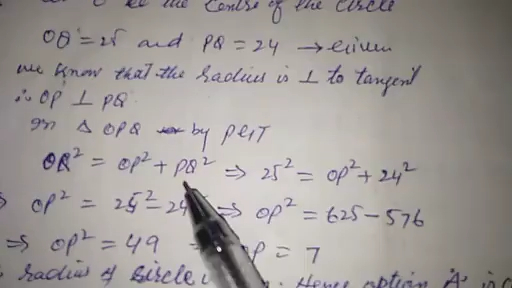 be the Centre of the Circle
OQ = 25 and PQ = 24 → Given
we know that the radius is ⊥ to tangent
∴ OP ⊥ PQ
In Δ OPQ by PGT
OQ² = OP² + PQ² ⇒ 25² = OP² + 24²
⇒ OP² = 25² - 24 ⇒ OP² = 625 - 576
⇒ OP² = 49 OP = 7
radius of circle Hence option A is